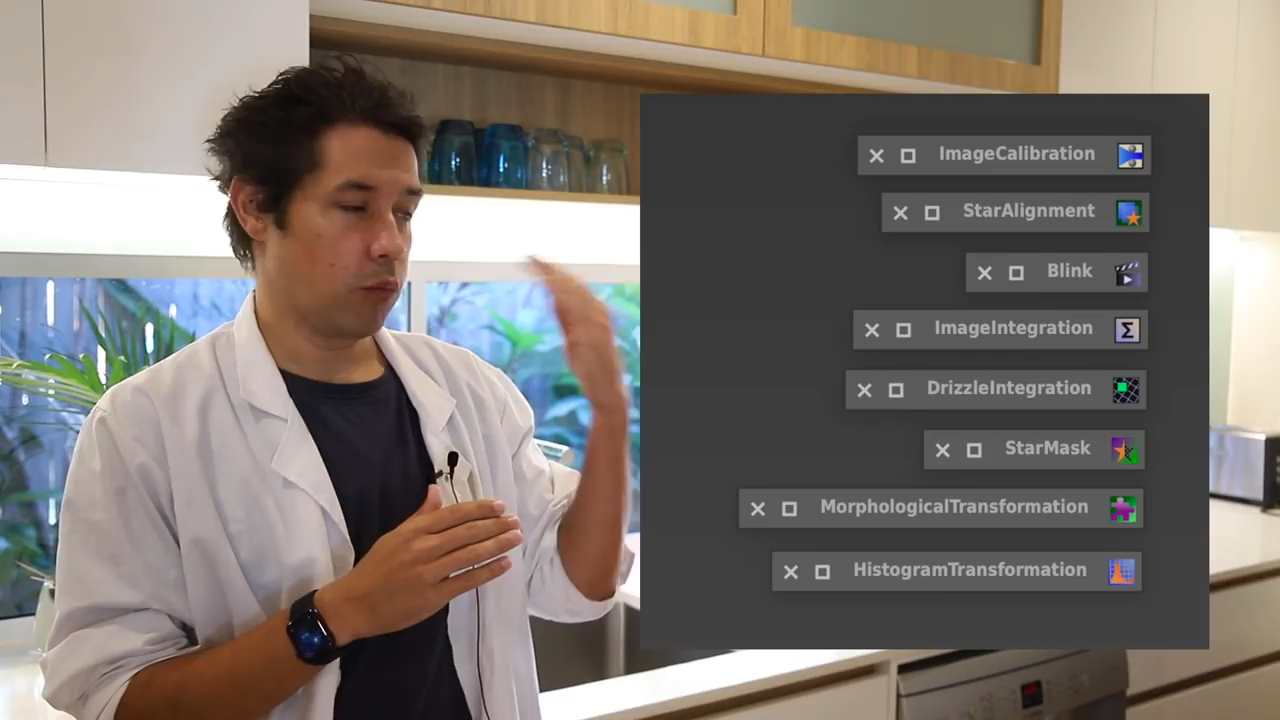 ImageCalibration
StarAlignment
Blink
ImageIntegration
Σ
DrizzleIntegration
StarMask
MorphologicalTransformation
HistogramTransformation